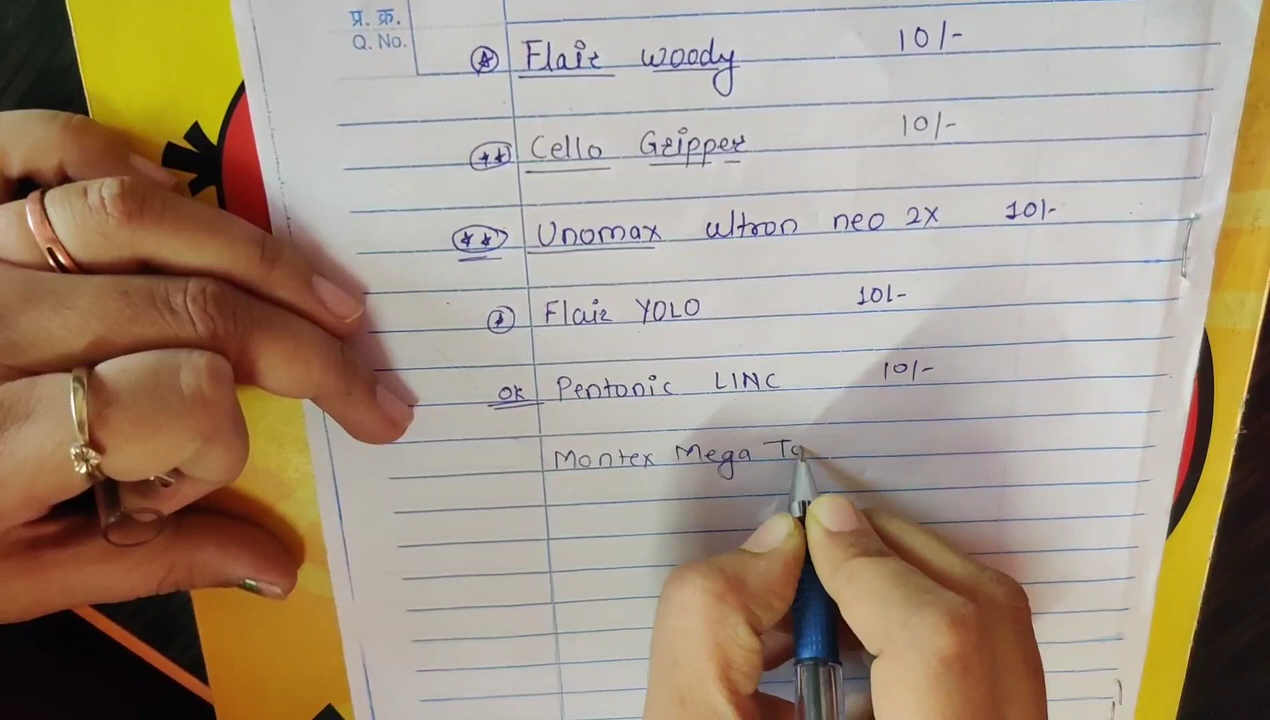 प्र. क्र.
Q. No.
Flair woody 10/-
Cello Gripper 10/-
Unomax ultron neo 2X 10/-
Flair YOLO 10/-
OK Pentonic LINC 10/-
Montex Mega To